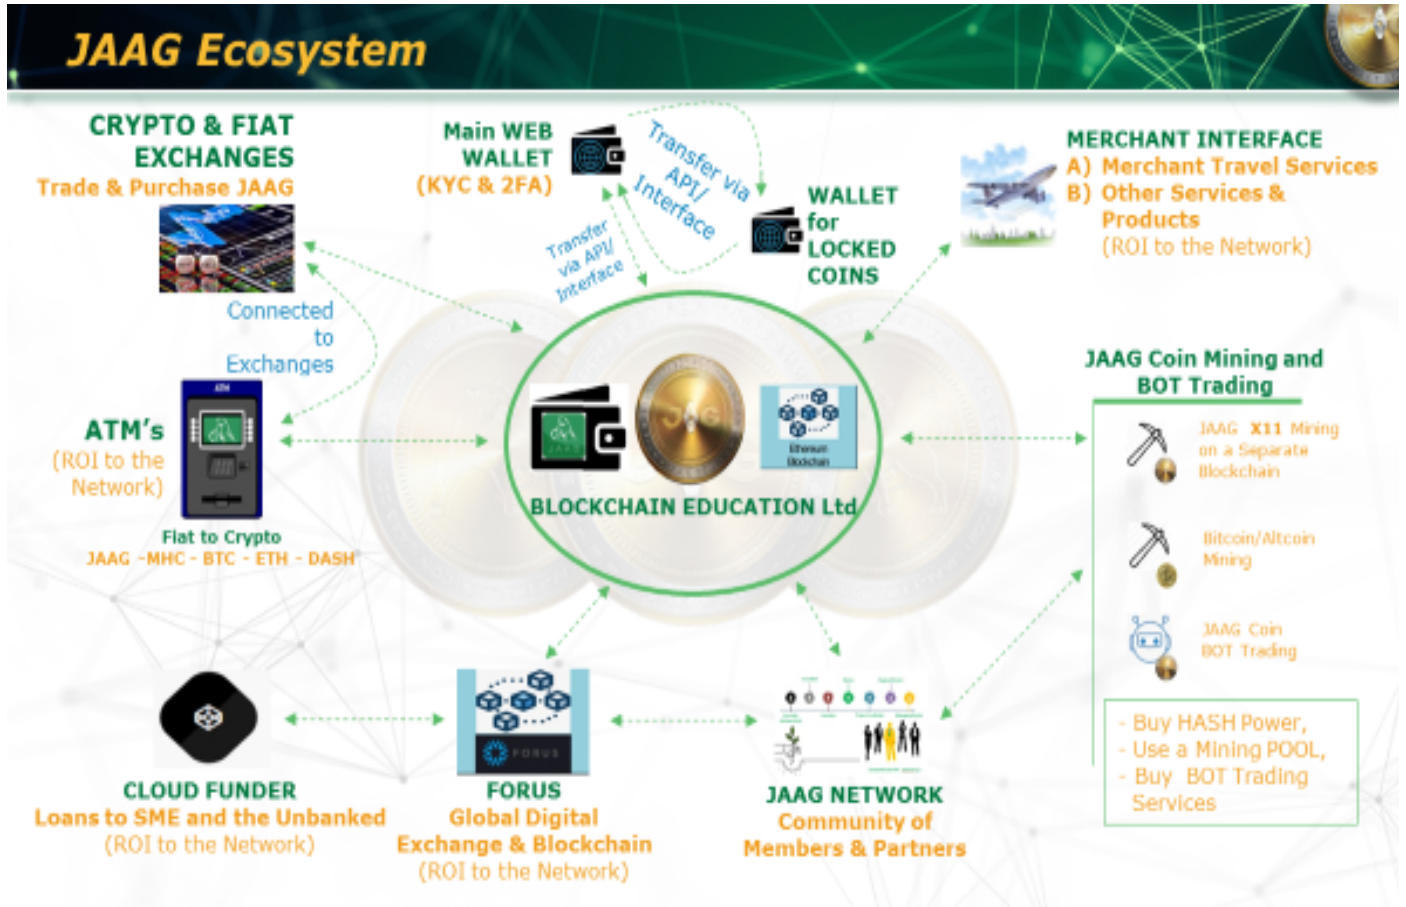 JAAG Ecosystem
CRYPTO & FIAT
EXCHANGES
Trade & Purchase JAAG
Connected
to
Exchanges
Main WEB
WALLET
(KYC & 2FA)
Transfer via
API/
Interface
Transfer
via API/
Interface
WALLET
for
LOCKED
COINS
MERCHANT INTERFACE
A) Merchant Travel Services
B) Other Services &
Products
(ROI to the Network)
ATM
ATM's
(ROI to the
Network)
Fiat to Crypto
JAAG -MHC - BTC - ETH - DASH
JAAG
Ethereum
Blockchain
BLOCKCHAIN EDUCATION Ltd
JAAG Coin Mining and
BOT Trading
JAAG X11 Mining
on a Separate
Blockchain
Bitcoin/Altcoin
Mining
JAAG Coin
BOT Trading
- Buy HASH Power,
- Use a Mining POOL,
- Buy BOT Trading
Services
CLOUD FUNDER
Loans to SME and the Unbanked
(ROI to the Network)
FORUS
FORUS
Global Digital
Exchange & Blockchain
(ROI to the Network)
JAAG NETWORK
Community of
Members & Partners